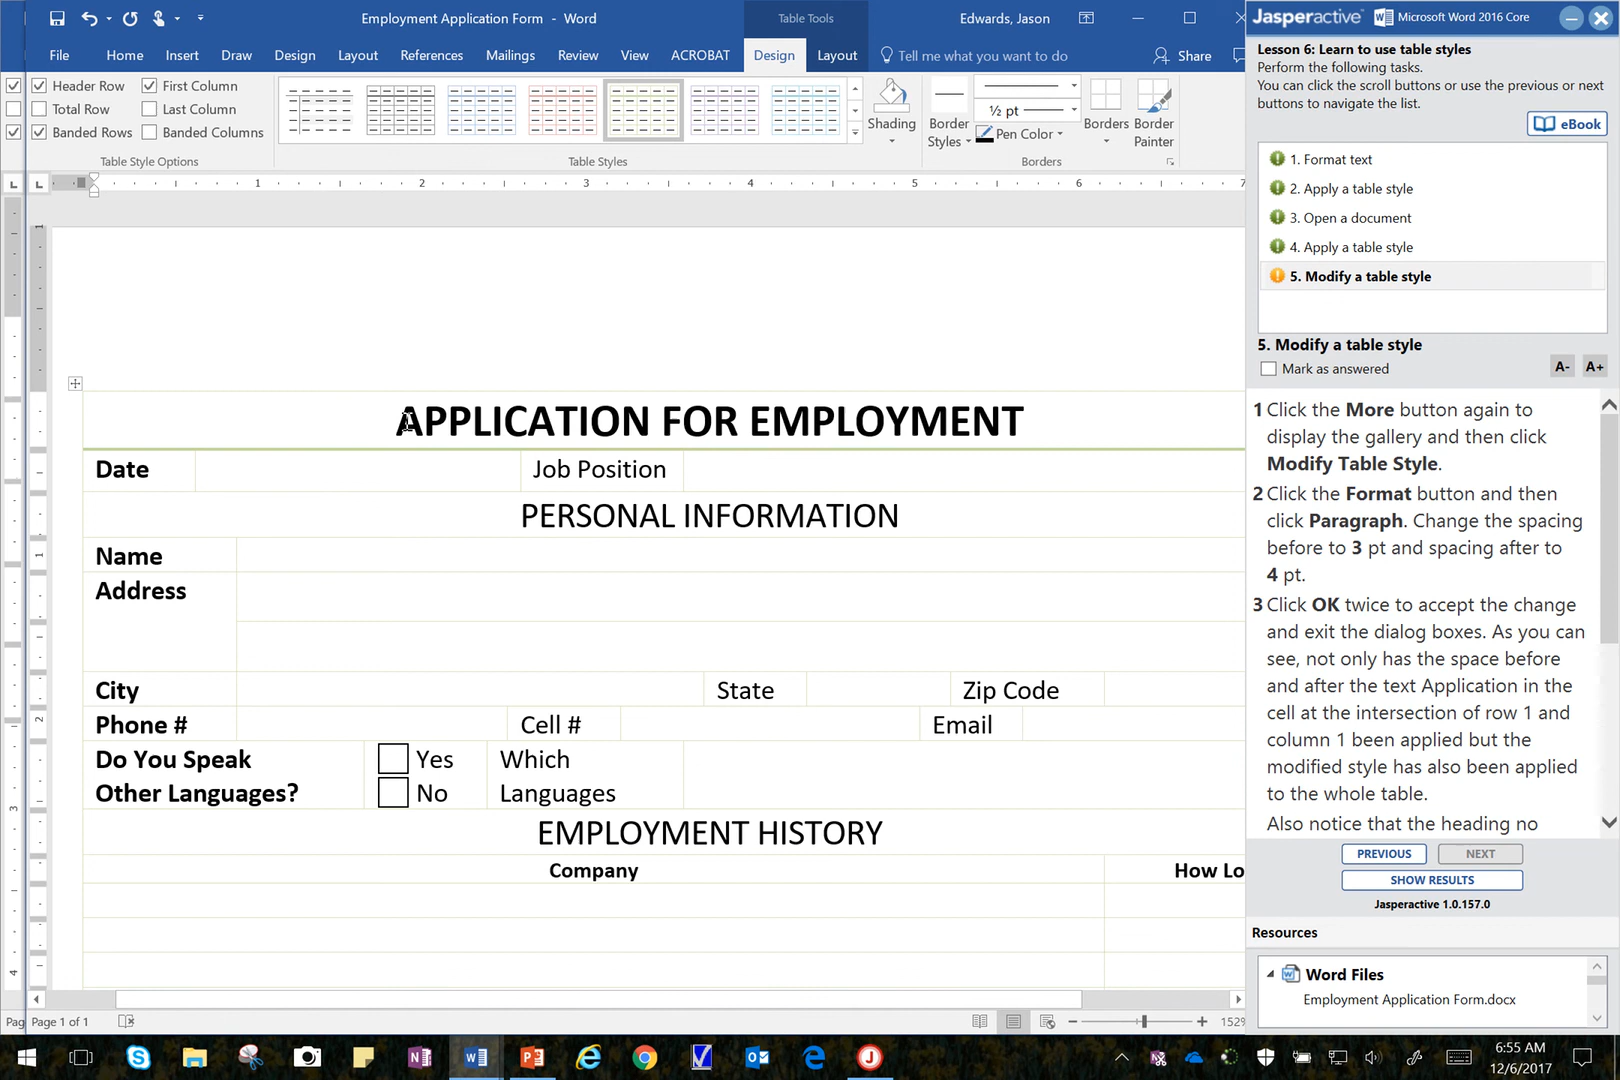 Employment Application Form - Word
Table Tools
Edwards, Jason
File Home Insert Draw Design Layout References Mailings Review View ACROBAT Design Layout Tell me what you want to do Share
Header Row First Column
Total Row Last Column
Banded Rows Banded Columns
Table Style Options
Table Styles
Shading
Border Styles
½ pt
Pen Color
Borders
Border Painter
Borders
1 2 3 4 5 6 7
APPLICATION FOR EMPLOYMENT
Date Job Position
PERSONAL INFORMATION
Name
Address
City State Zip Code
Phone # Cell # Email
Do You Speak Yes Which
Other Languages? No Languages
EMPLOYMENT HISTORY
Company How Lo
Pag Page 1 of 1
152%
Jasperactive Microsoft Word 2016 Core
Lesson 6: Learn to use table styles
Perform the following tasks.
You can click the scroll buttons or use the previous or next
buttons to navigate the list.
eBook
1. Format text
2. Apply a table style
3. Open a document
4. Apply a table style
5. Modify a table style
5. Modify a table style
Mark as answered
A- A+
1 Click the More button again to
display the gallery and then click
Modify Table Style.
2 Click the Format button and then
click Paragraph. Change the spacing
before to 3 pt and spacing after to
4 pt.
3 Click OK twice to accept the change
and exit the dialog boxes. As you can
see, not only has the space before
and after the text Application in the
cell at the intersection of row 1 and
column 1 been applied but the
modified style has also been applied
to the whole table.
Also notice that the heading no
PREVIOUS NEXT
SHOW RESULTS
Jasperactive 1.0.157.0
Resources
Word Files
Employment Application Form.docx
6:55 AM
12/6/2017